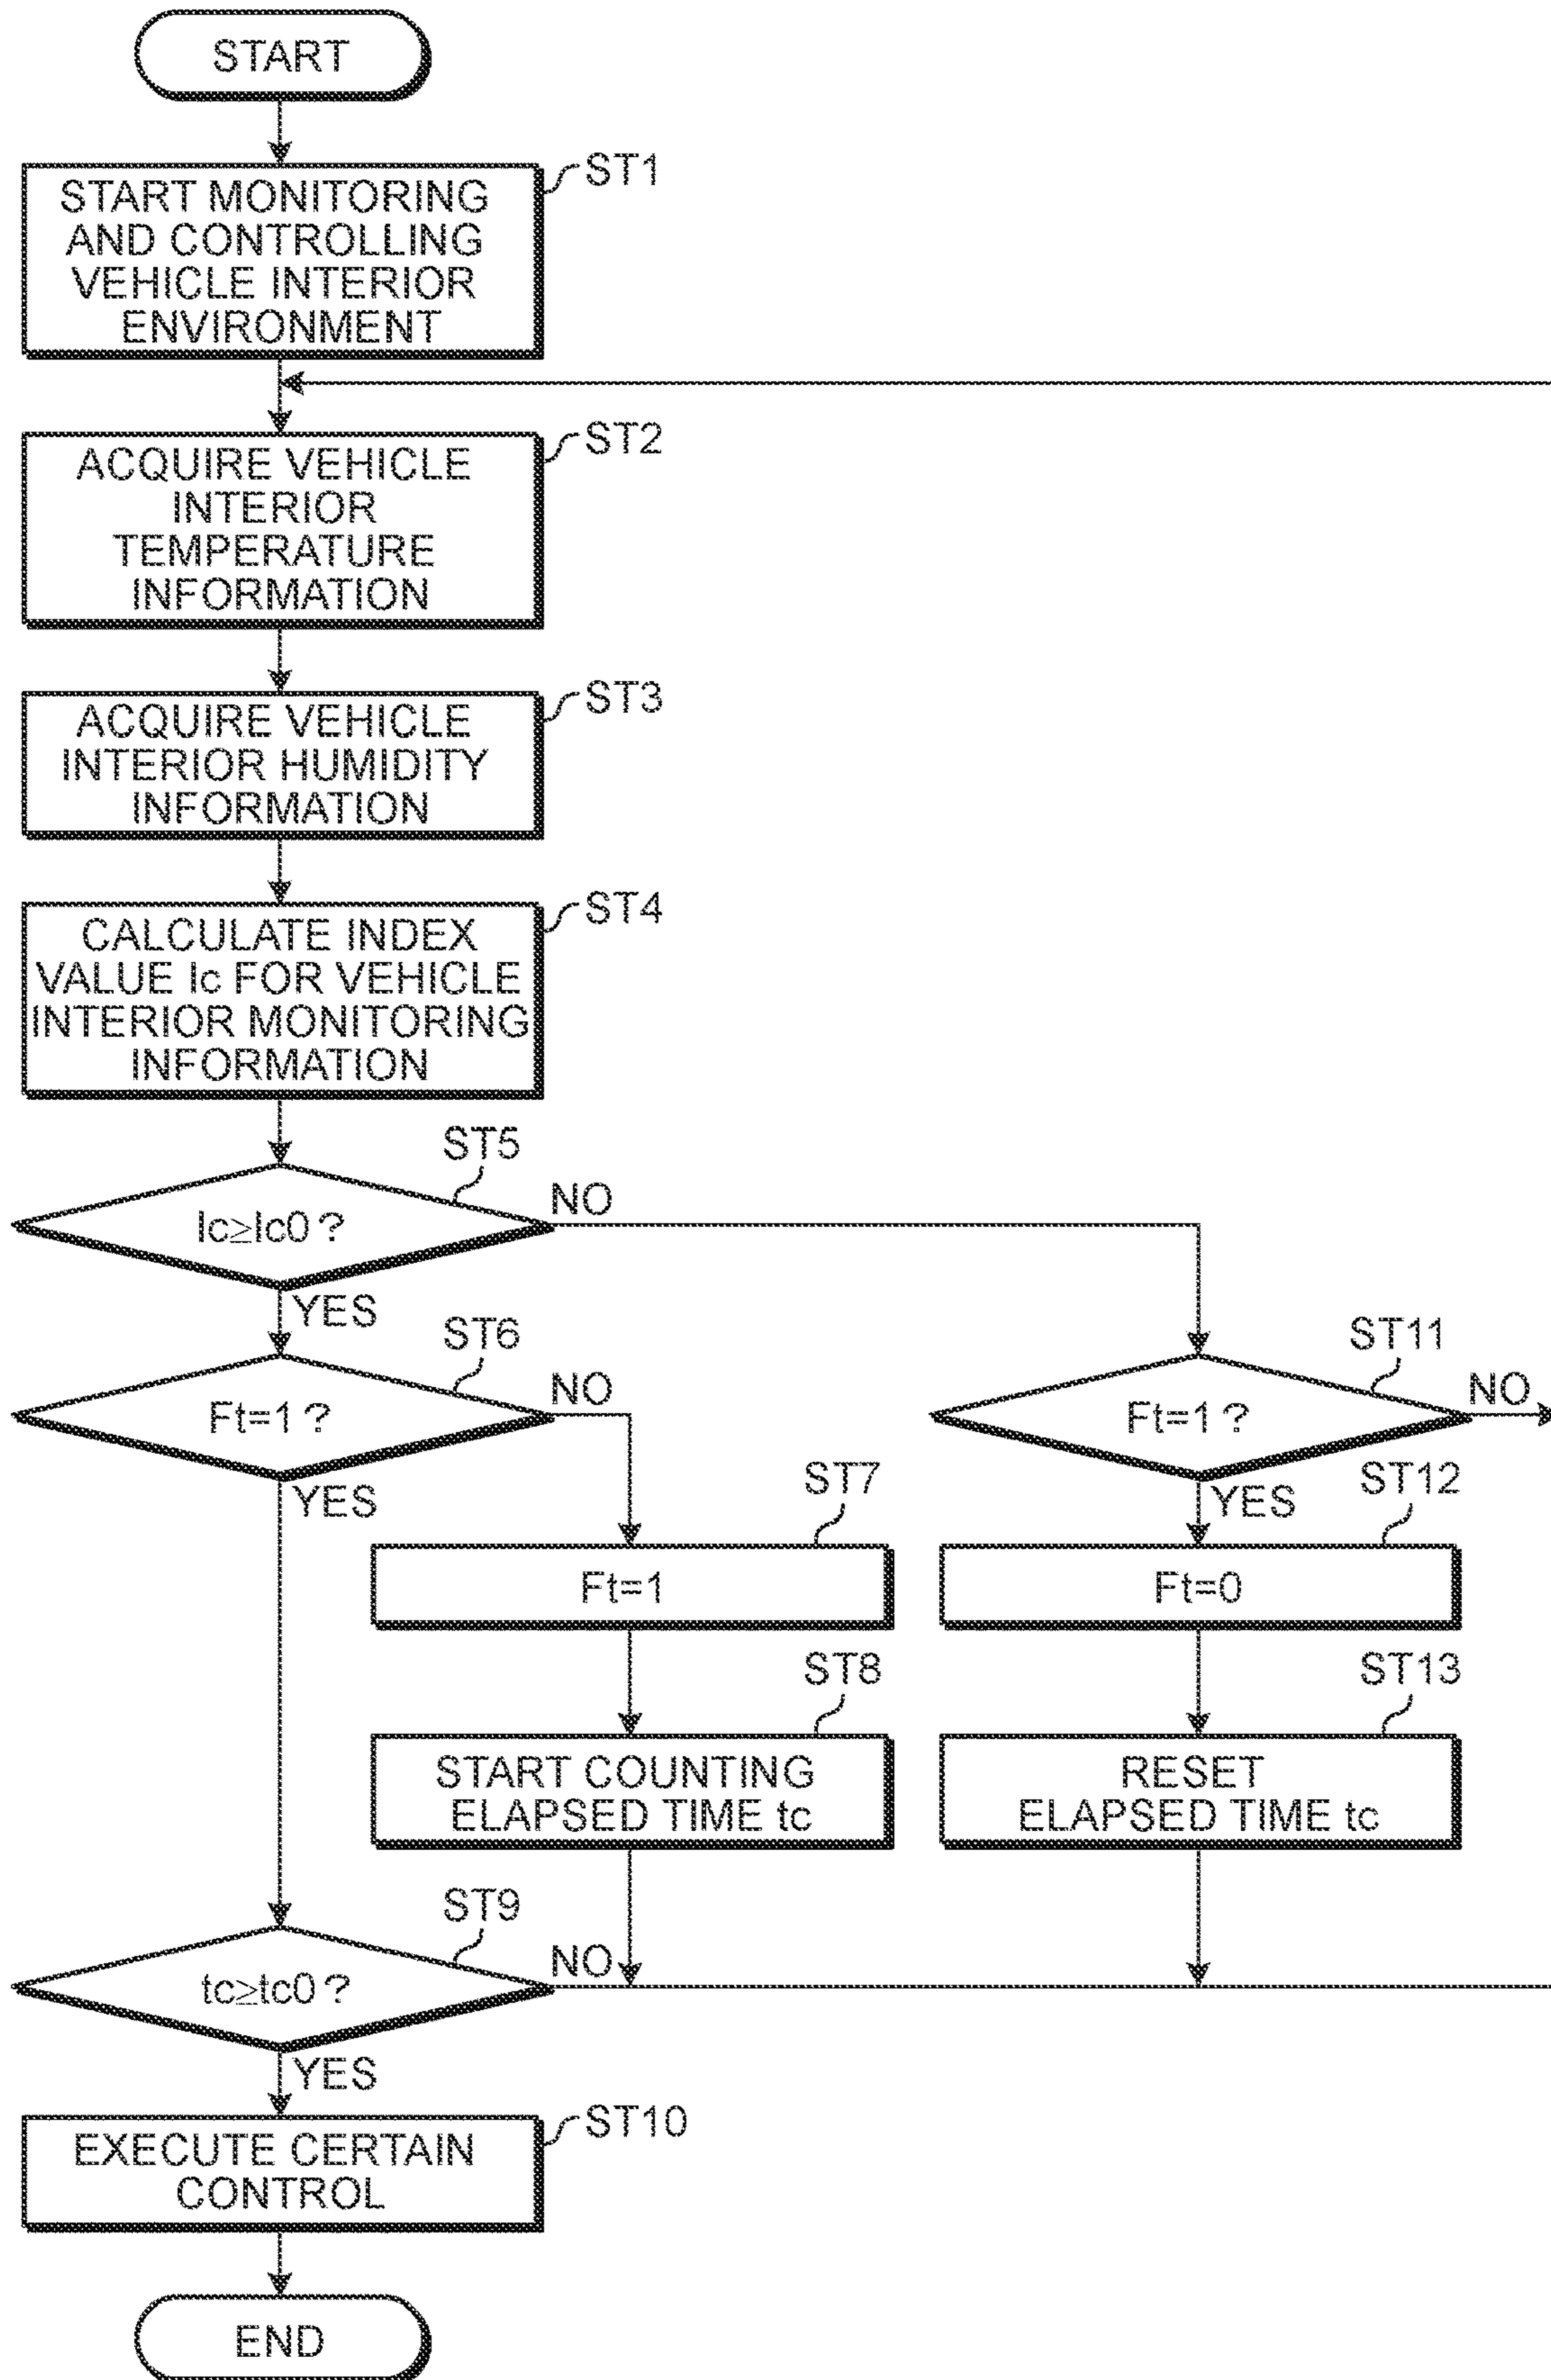 START
ST1
START MONITORING
AND CONTROLLING
VEHICLE INTERIOR
ENVIRONMENT
ST2
ACQUIRE VEHICLE
INTERIOR
TEMPERATURE
INFORMATION
ST3
ACQUIRE VEHICLE
INTERIOR HUMIDITY
INFORMATION
ST4
CALCULATE INDEX
VALUE Ic FOR VEHICLE
INTERIOR MONITORING
INFORMATION
ST5
Ic≥Ic0?
NO
YES
ST6
Ft=1?
NO
YES
ST11
Ft=1?
NO
YES
ST7
Ft=1
ST12
Ft=0
ST8
START COUNTING
ELAPSED TIME tc
ST13
RESET
ELAPSED TIME tc
ST9
tc≥tc0?
NO
YES
ST10
EXECUTE CERTAIN
CONTROL
END